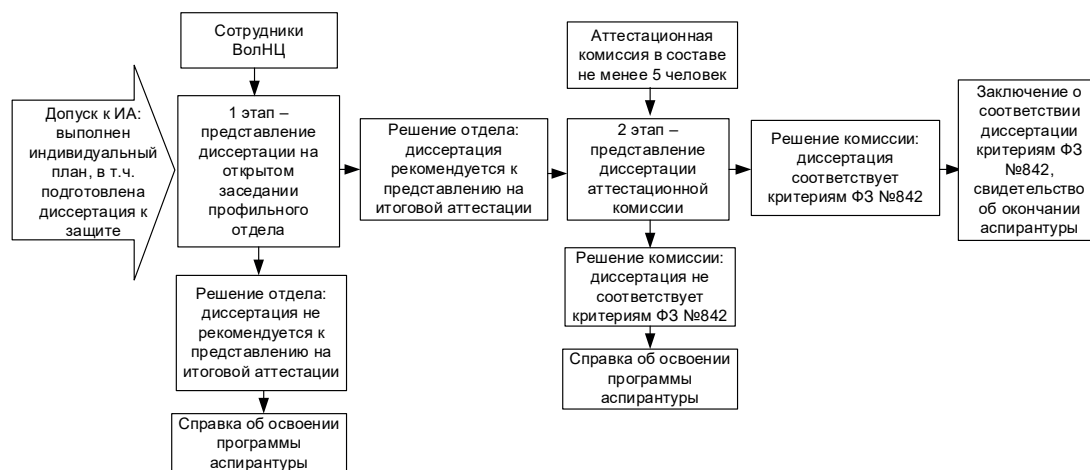 Сотрудники
ВолНЦ
Аттестационная
комиссия в составе
не менее 5 человек
Допуск к ИА:
выполнен
индивидуальный
план, в т.ч.
подготовлена
диссертация к
защите
1 этап –
представление
диссертации на
открытом
заседании
профильного
отдела
Решение отдела:
диссертация
рекомендуется к
представлению на
итоговой аттестации
2 этап –
представление
диссертации
аттестационной
комиссии
Решение комиссии:
диссертация
соответствует
критериям ФЗ №842
Заключение о
соответствии
диссертации
критериям ФЗ
№842,
свидетельство
об окончании
аспирантуры
Решение отдела:
диссертация не
рекомендуется к
представлению на
итоговой аттестации
Решение комиссии:
диссертация не
соответствует
критериям ФЗ №842
Справка об освоении
программы
аспирантуры
Справка об освоении
программы
аспирантуры